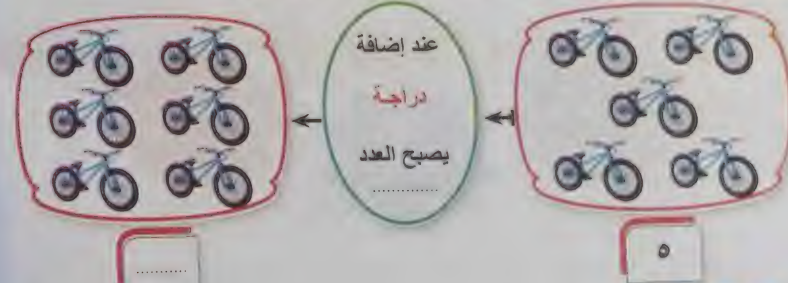 عند إضافة
دراجة
يصبح العدد
..............
٥
...........